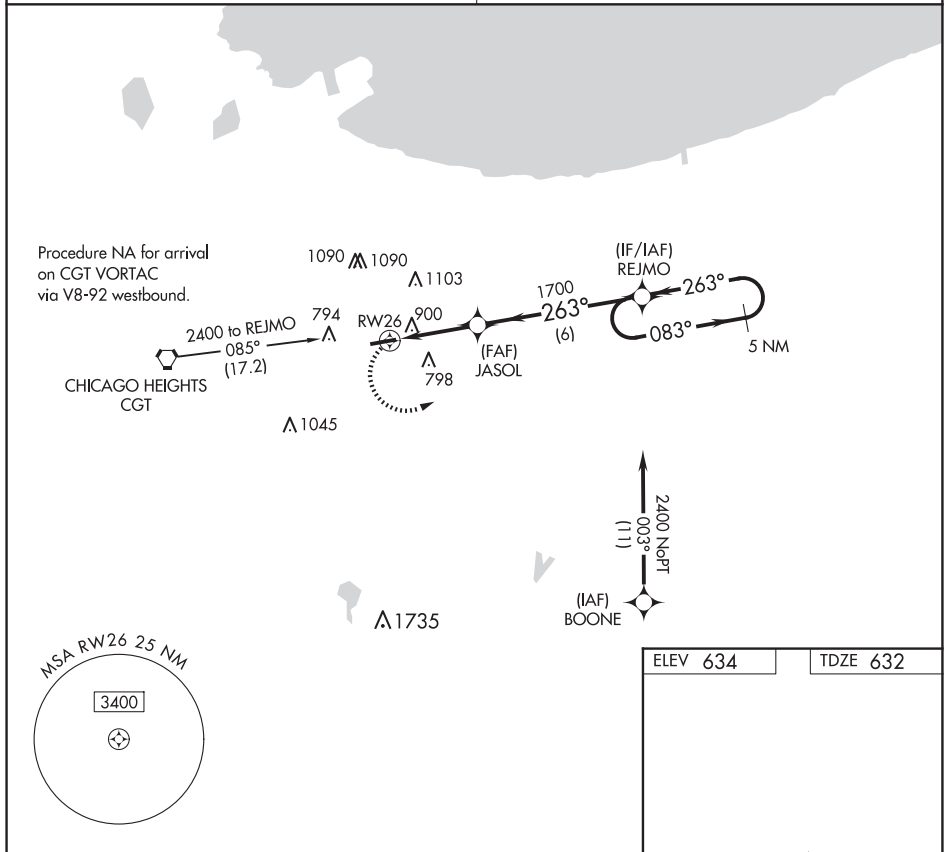 Procedure NA for arrival
on CGT VORTAC
via V8-92 westbound.
1090
1090
1103
(IF/IAF)
REJMO
1700
263°
(6)
263°
083°
5 NM
2400 to REJMO
085°
(17.2)
794
RW26
900
(FAF)
JASOL
798
CHICAGO HEIGHTS
CGT
1045
2400 NoPT
003°
(11)
(IAF)
BOONE
1735
MSA RW26 25 NM
3400
ELEV 634
TDZE 632